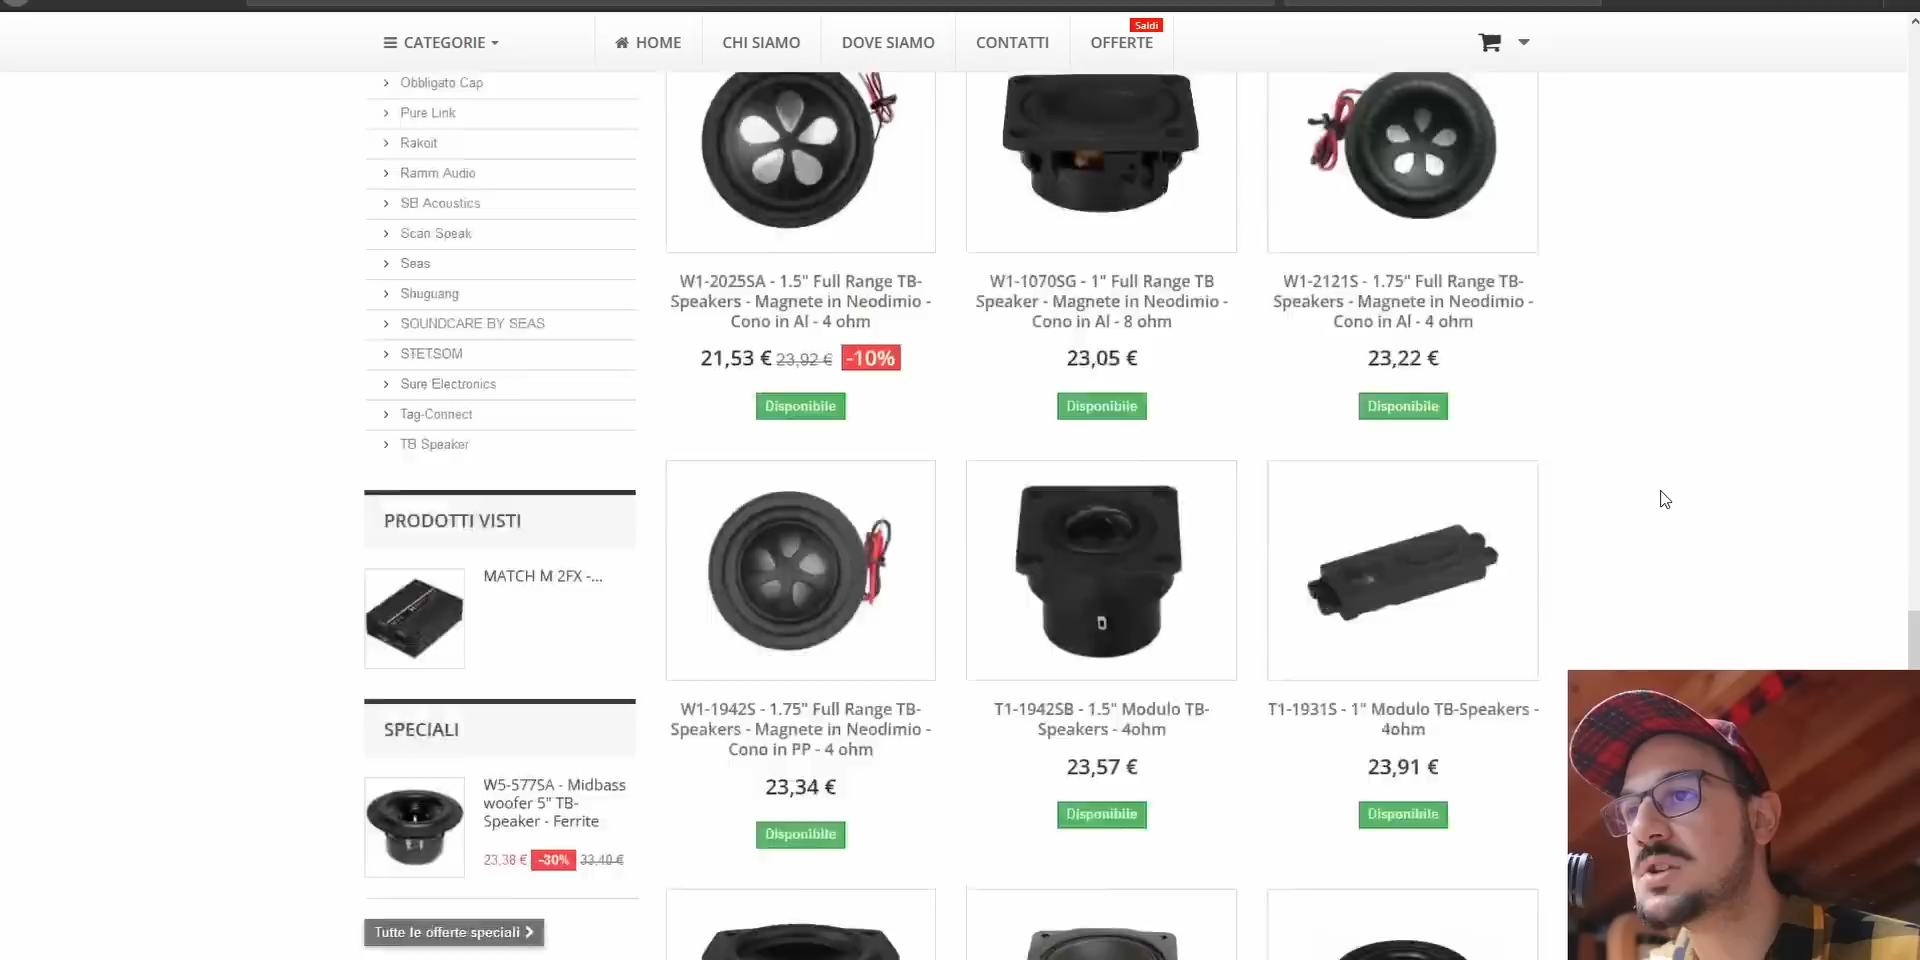 CATEGORIE
HOME
CHI SIAMO
DOVE SIAMO
CONTATTI
OFFERTE
Saldi
Obbligato Cap
Pure Link
Rakoit
Ramm Audio
SB Acoustics
Scan Speak
Seas
Shuguang
SOUNDCARE BY SEAS
STETSOM
Sure Electronics
Tag-Connect
TB Speaker
PRODOTTI VISTI
MATCH M 2FX -...
SPECIALI
W5-577SA - Midbass
woofer 5" TB-
Speaker - Ferrite
23,38 € -30% 33,40 €
Tutte le offerte speciali
W1-2025SA - 1.5" Full Range TB-
Speakers - Magnete in Neodimio -
Cono in Al - 4 ohm
21,53 € 23,92 € -10%
Disponibile
W1-1070SG - 1" Full Range TB
Speaker - Magnete in Neodimio -
Cono in Al - 8 ohm
23,05 €
Disponibile
W1-2121S - 1.75" Full Range TB-
Speakers - Magnete in Neodimio -
Cono in Al - 4 ohm
23,22 €
Disponibile
W1-1942S - 1.75" Full Range TB-
Speakers - Magnete in Neodimio -
Cono in PP - 4 ohm
23,34 €
Disponibile
T1-1942SB - 1.5" Modulo TB-
Speakers - 4ohm
23,57 €
Disponibile
T1-1931S - 1" Modulo TB-Speakers -
4ohm
23,91 €
Disponibile